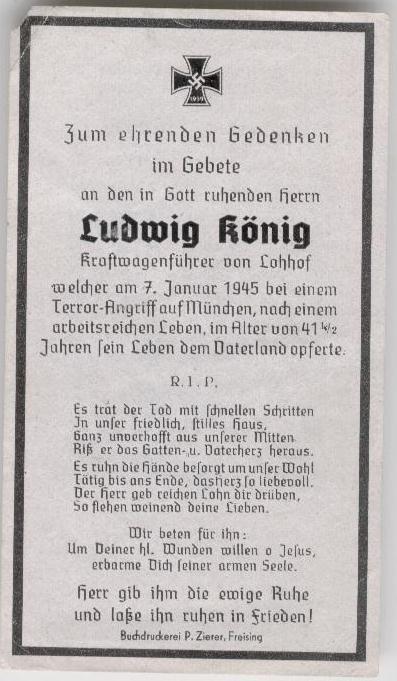 1939
Zum ehrenden Gedenken
im Gebete
an den in Gott ruhenden Herrn
Ludwig König
Kraftwagenführer von Lohhof
welcher am 7. Januar 1945 bei einem
Terror-Angriff auf München, nach einem
arbeitsreichen Leben, im Alter von 41½
Jahren sein Leben dem Vaterland opferte.
R. I. P.
Es trat der Tod mit schnellen Schritten
In unser friedlich, stilles Haus,
Ganz unverhofft aus unserer Mitten
Riß er das Gatten- u. Vaterherz heraus.
Es ruhn die Hände besorgt um unser Wohl
Tätig bis ans Ende, das Herz so liebevoll.
Der Herr geb reichen Lohn dir drüben,
So flehen weinend deine Lieben.
Wir beten für ihn:
Um Deiner hl. Wunden willen o Jesus,
erbarme Dich seiner armen Seele.
Herr gib ihm die ewige Ruhe
und laße ihn ruhen in Frieden!
Buchdruckerei P. Zierer, Freising